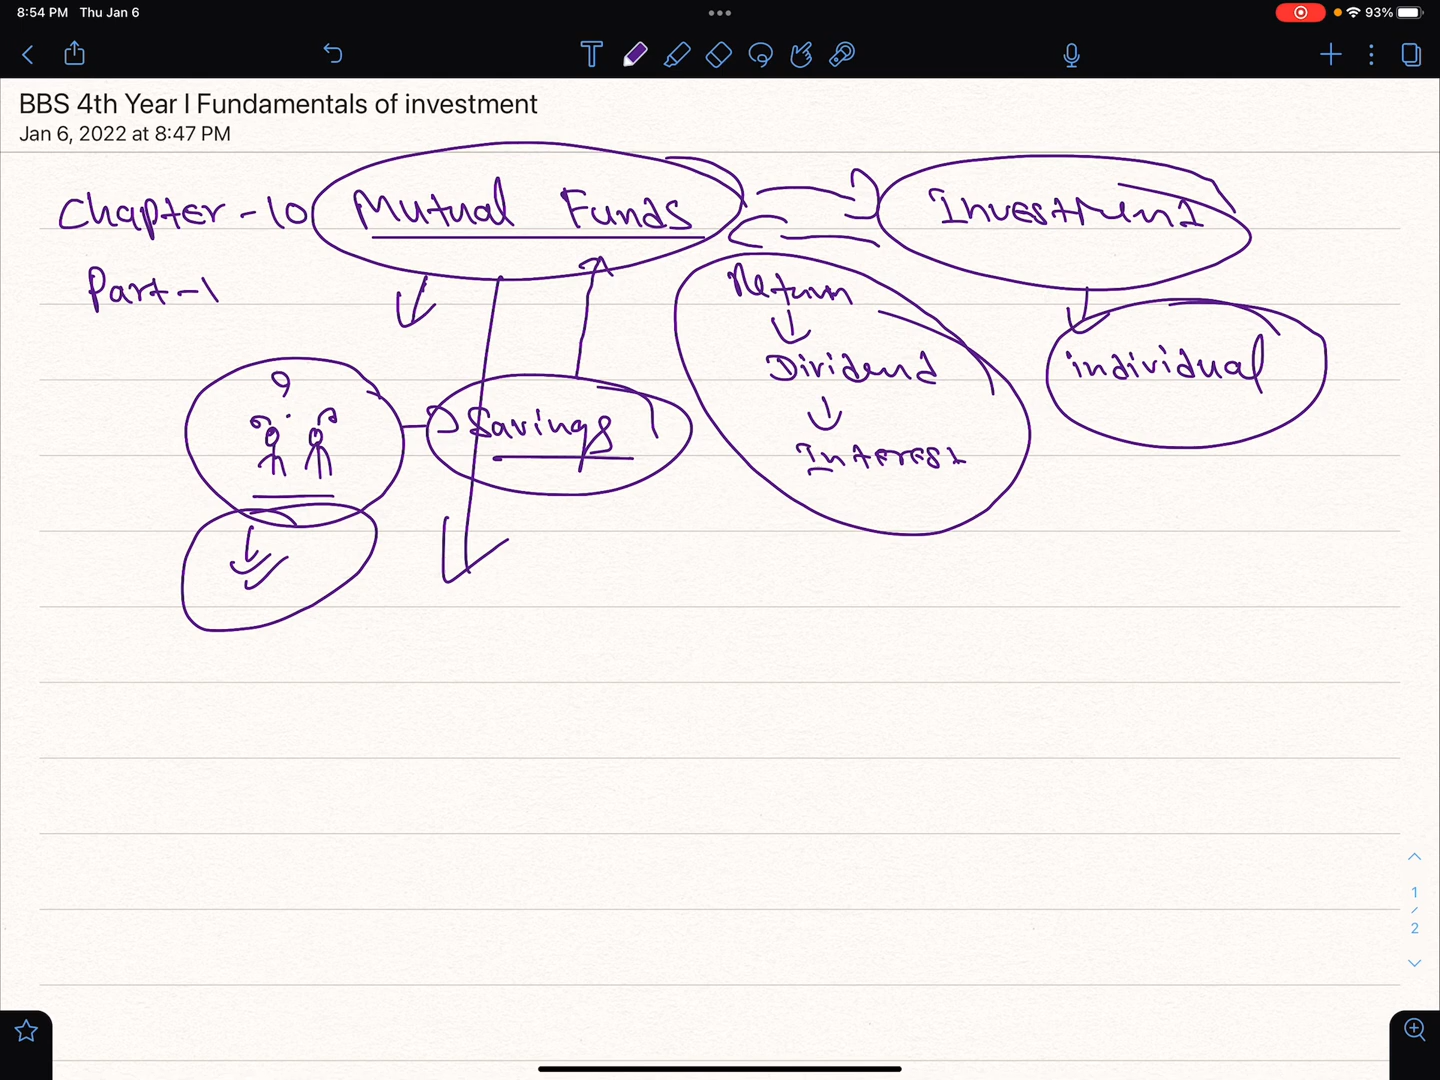 8:54 PM Thu Jan 6
93%
BBS 4th Year I Fundamentals of investment
Jan 6, 2022 at 8:47 PM
Chapter - 10 Mutual Funds Investment
Part - 1
Return
Dividend
individual
Savings
Interest
1
/
2